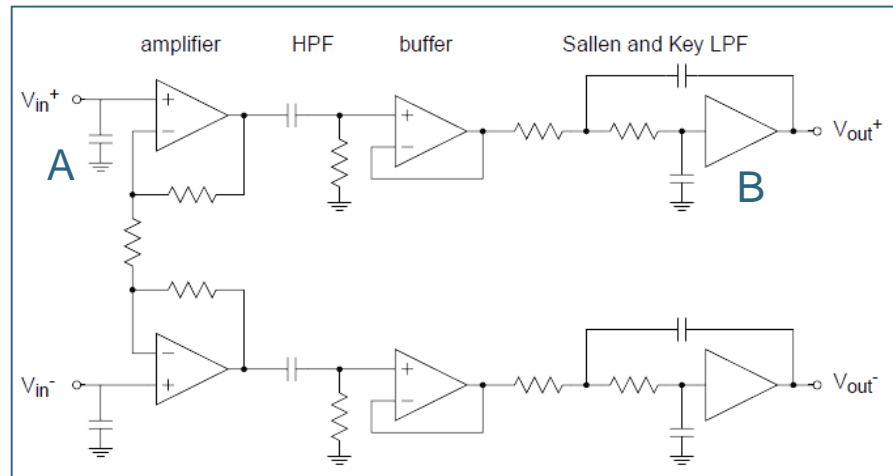 amplifier HPF buffer Sallen and Key LPF
Vin+ + − + − Vout+
A B
− + + − Vout-
Vin-